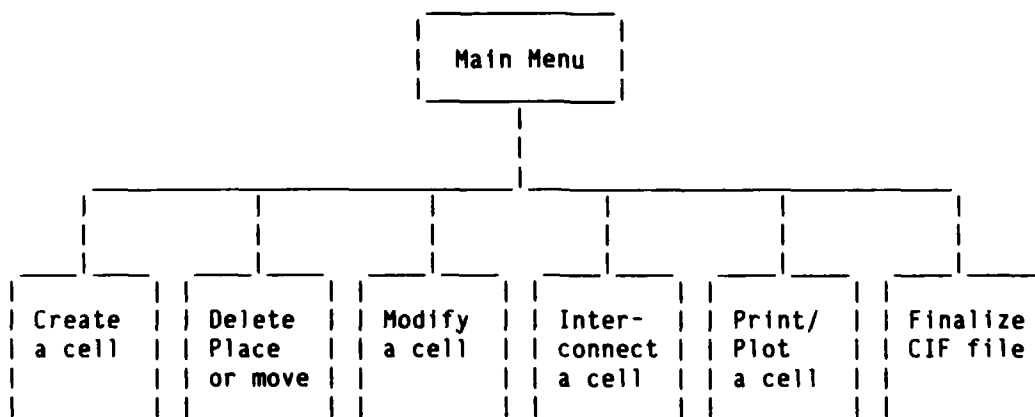 Main Menu
Create
a cell
Delete
Place
or move
Modify
a cell
Inter-
connect
a cell
Print/
Plot
a cell
Finalize
CIF file